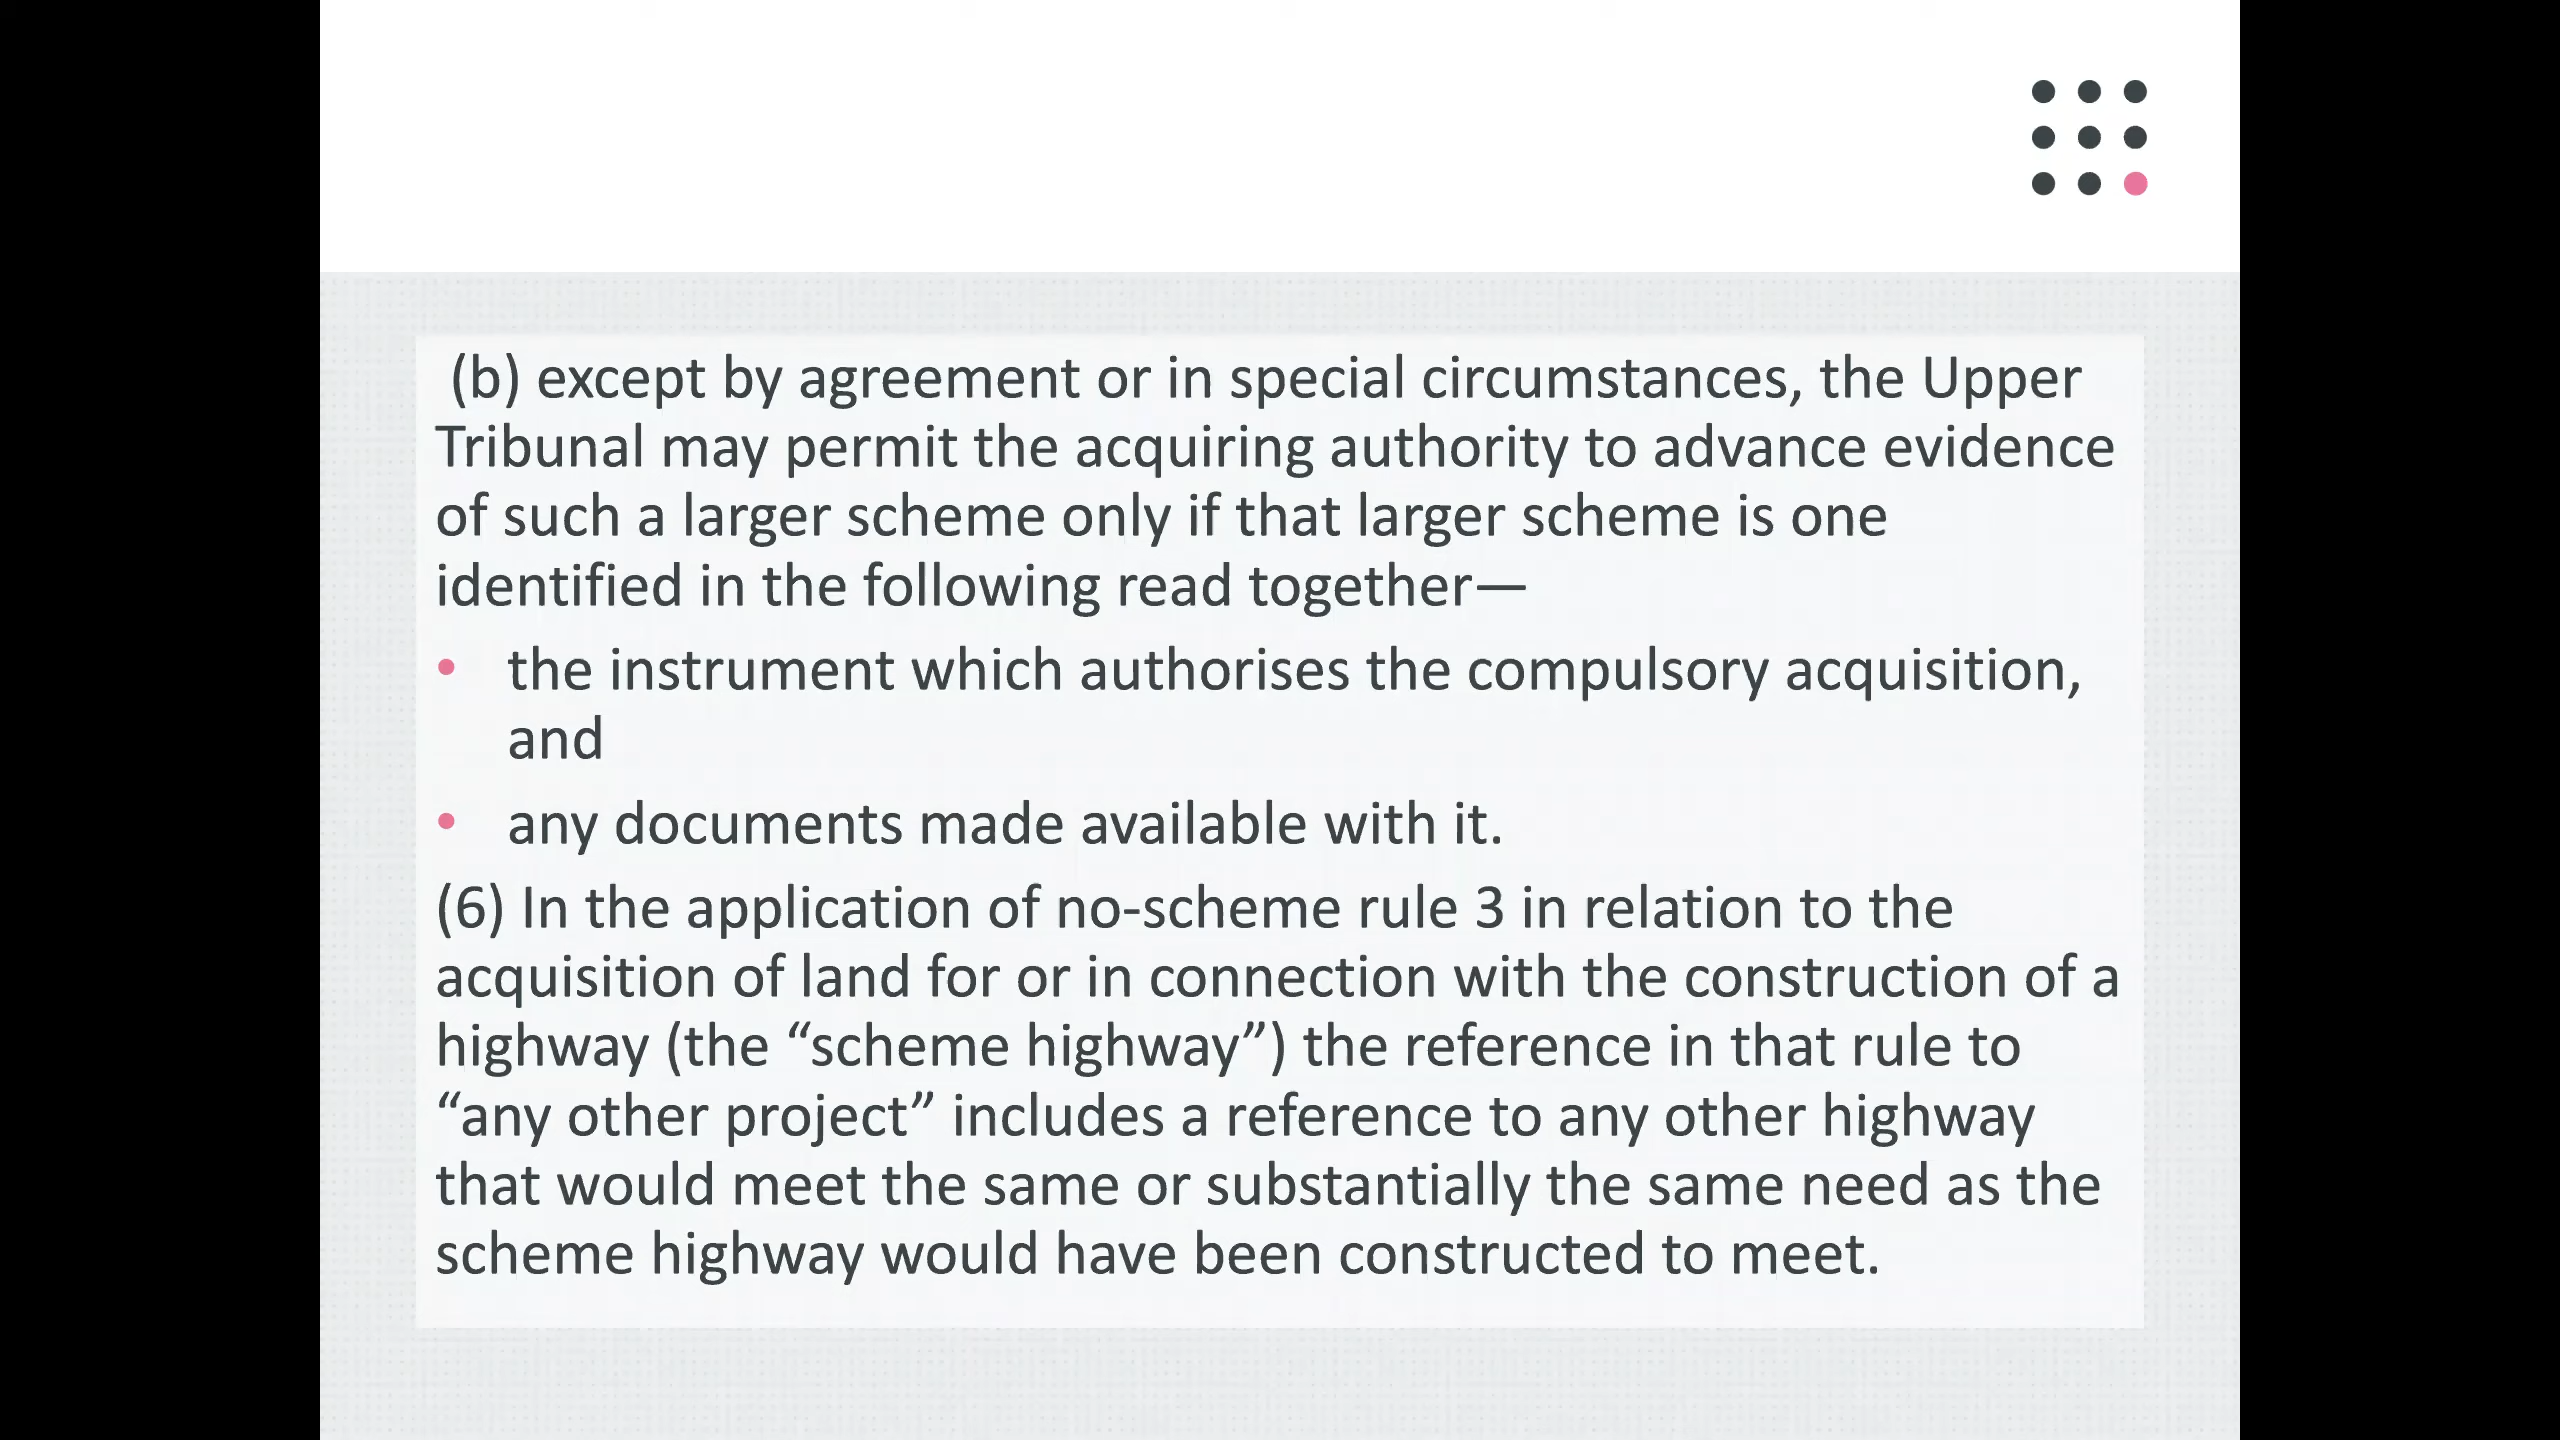 (b) except by agreement or in special circumstances, the Upper
Tribunal may permit the acquiring authority to advance evidence
of such a larger scheme only if that larger scheme is one
identified in the following read together—
• the instrument which authorises the compulsory acquisition,
and
• any documents made available with it.
(6) In the application of no-scheme rule 3 in relation to the
acquisition of land for or in connection with the construction of a
highway (the “scheme highway”) the reference in that rule to
“any other project” includes a reference to any other highway
that would meet the same or substantially the same need as the
scheme highway would have been constructed to meet.